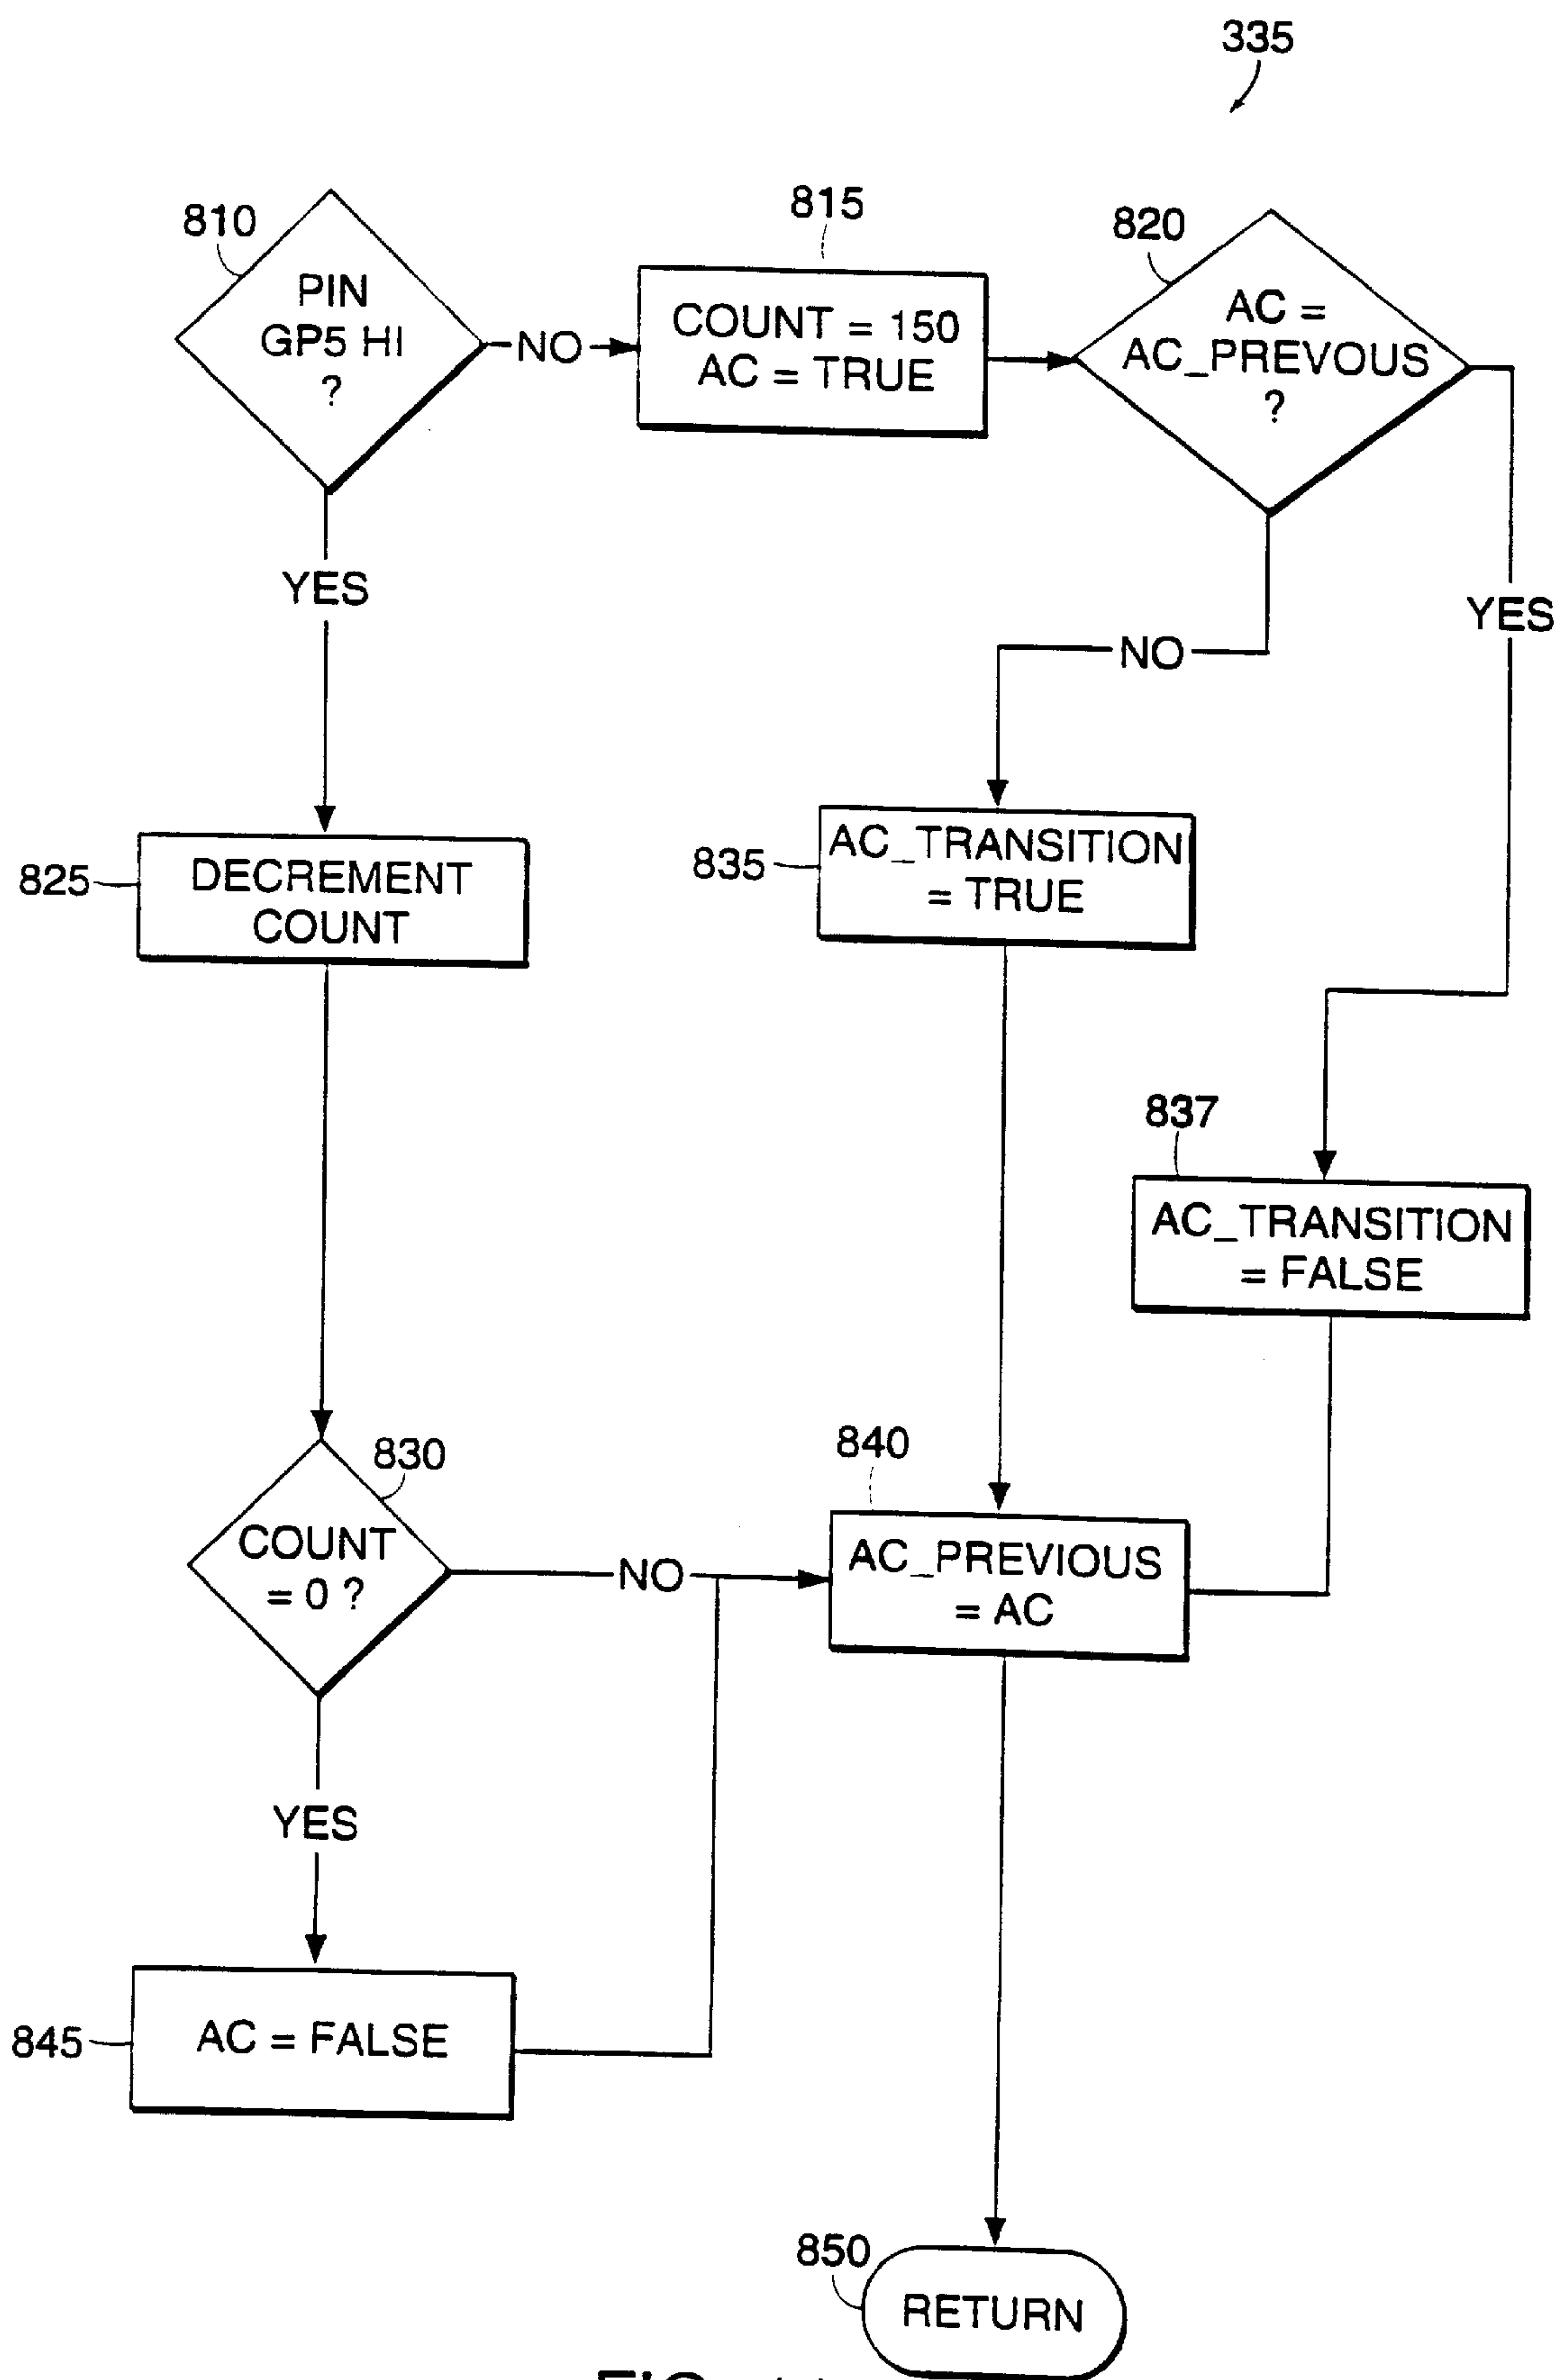 335
810
PIN
GP5 HI
?
NO
815
COUNT = 150
AC = TRUE
820
AC =
AC_PREVOUS
?
YES
YES
NO
825
DECREMENT
COUNT
835
AC_TRANSITION
= TRUE
837
AC_TRANSITION
= FALSE
830
COUNT
= 0 ?
NO
840
AC_PREVIOUS
= AC
YES
845
AC = FALSE
850
RETURN